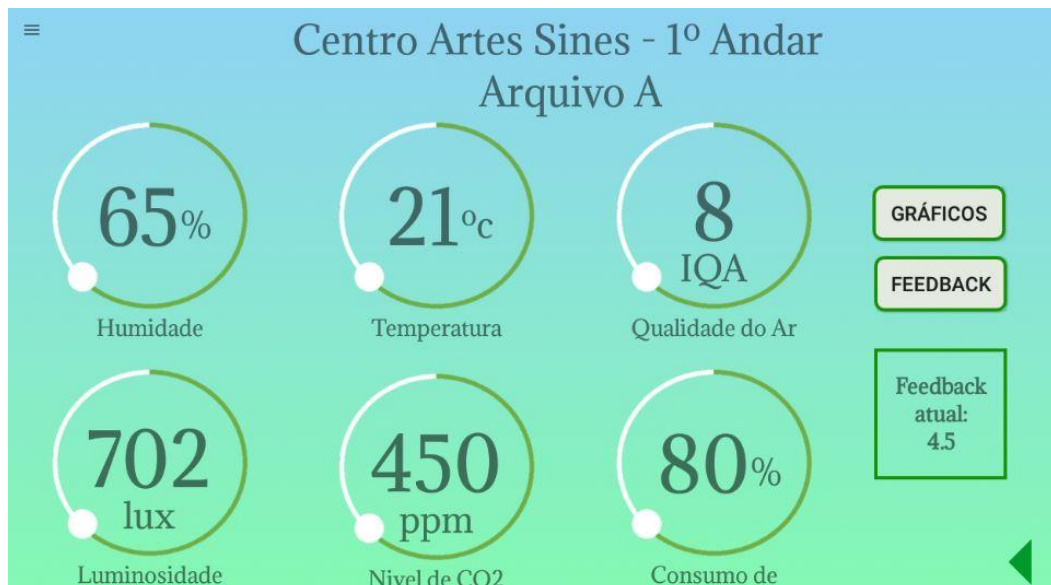 Centro Artes Sines - 1º Andar
Arquivo A
65%
Humidade
21ºc
Temperatura
8
IQA
Qualidade do Ar
GRÁFICOS
FEEDBACK
Feedback
atual:
4.5
702
lux
Luminosidade
450
ppm
Nivel de CO2
80%
Consumo de